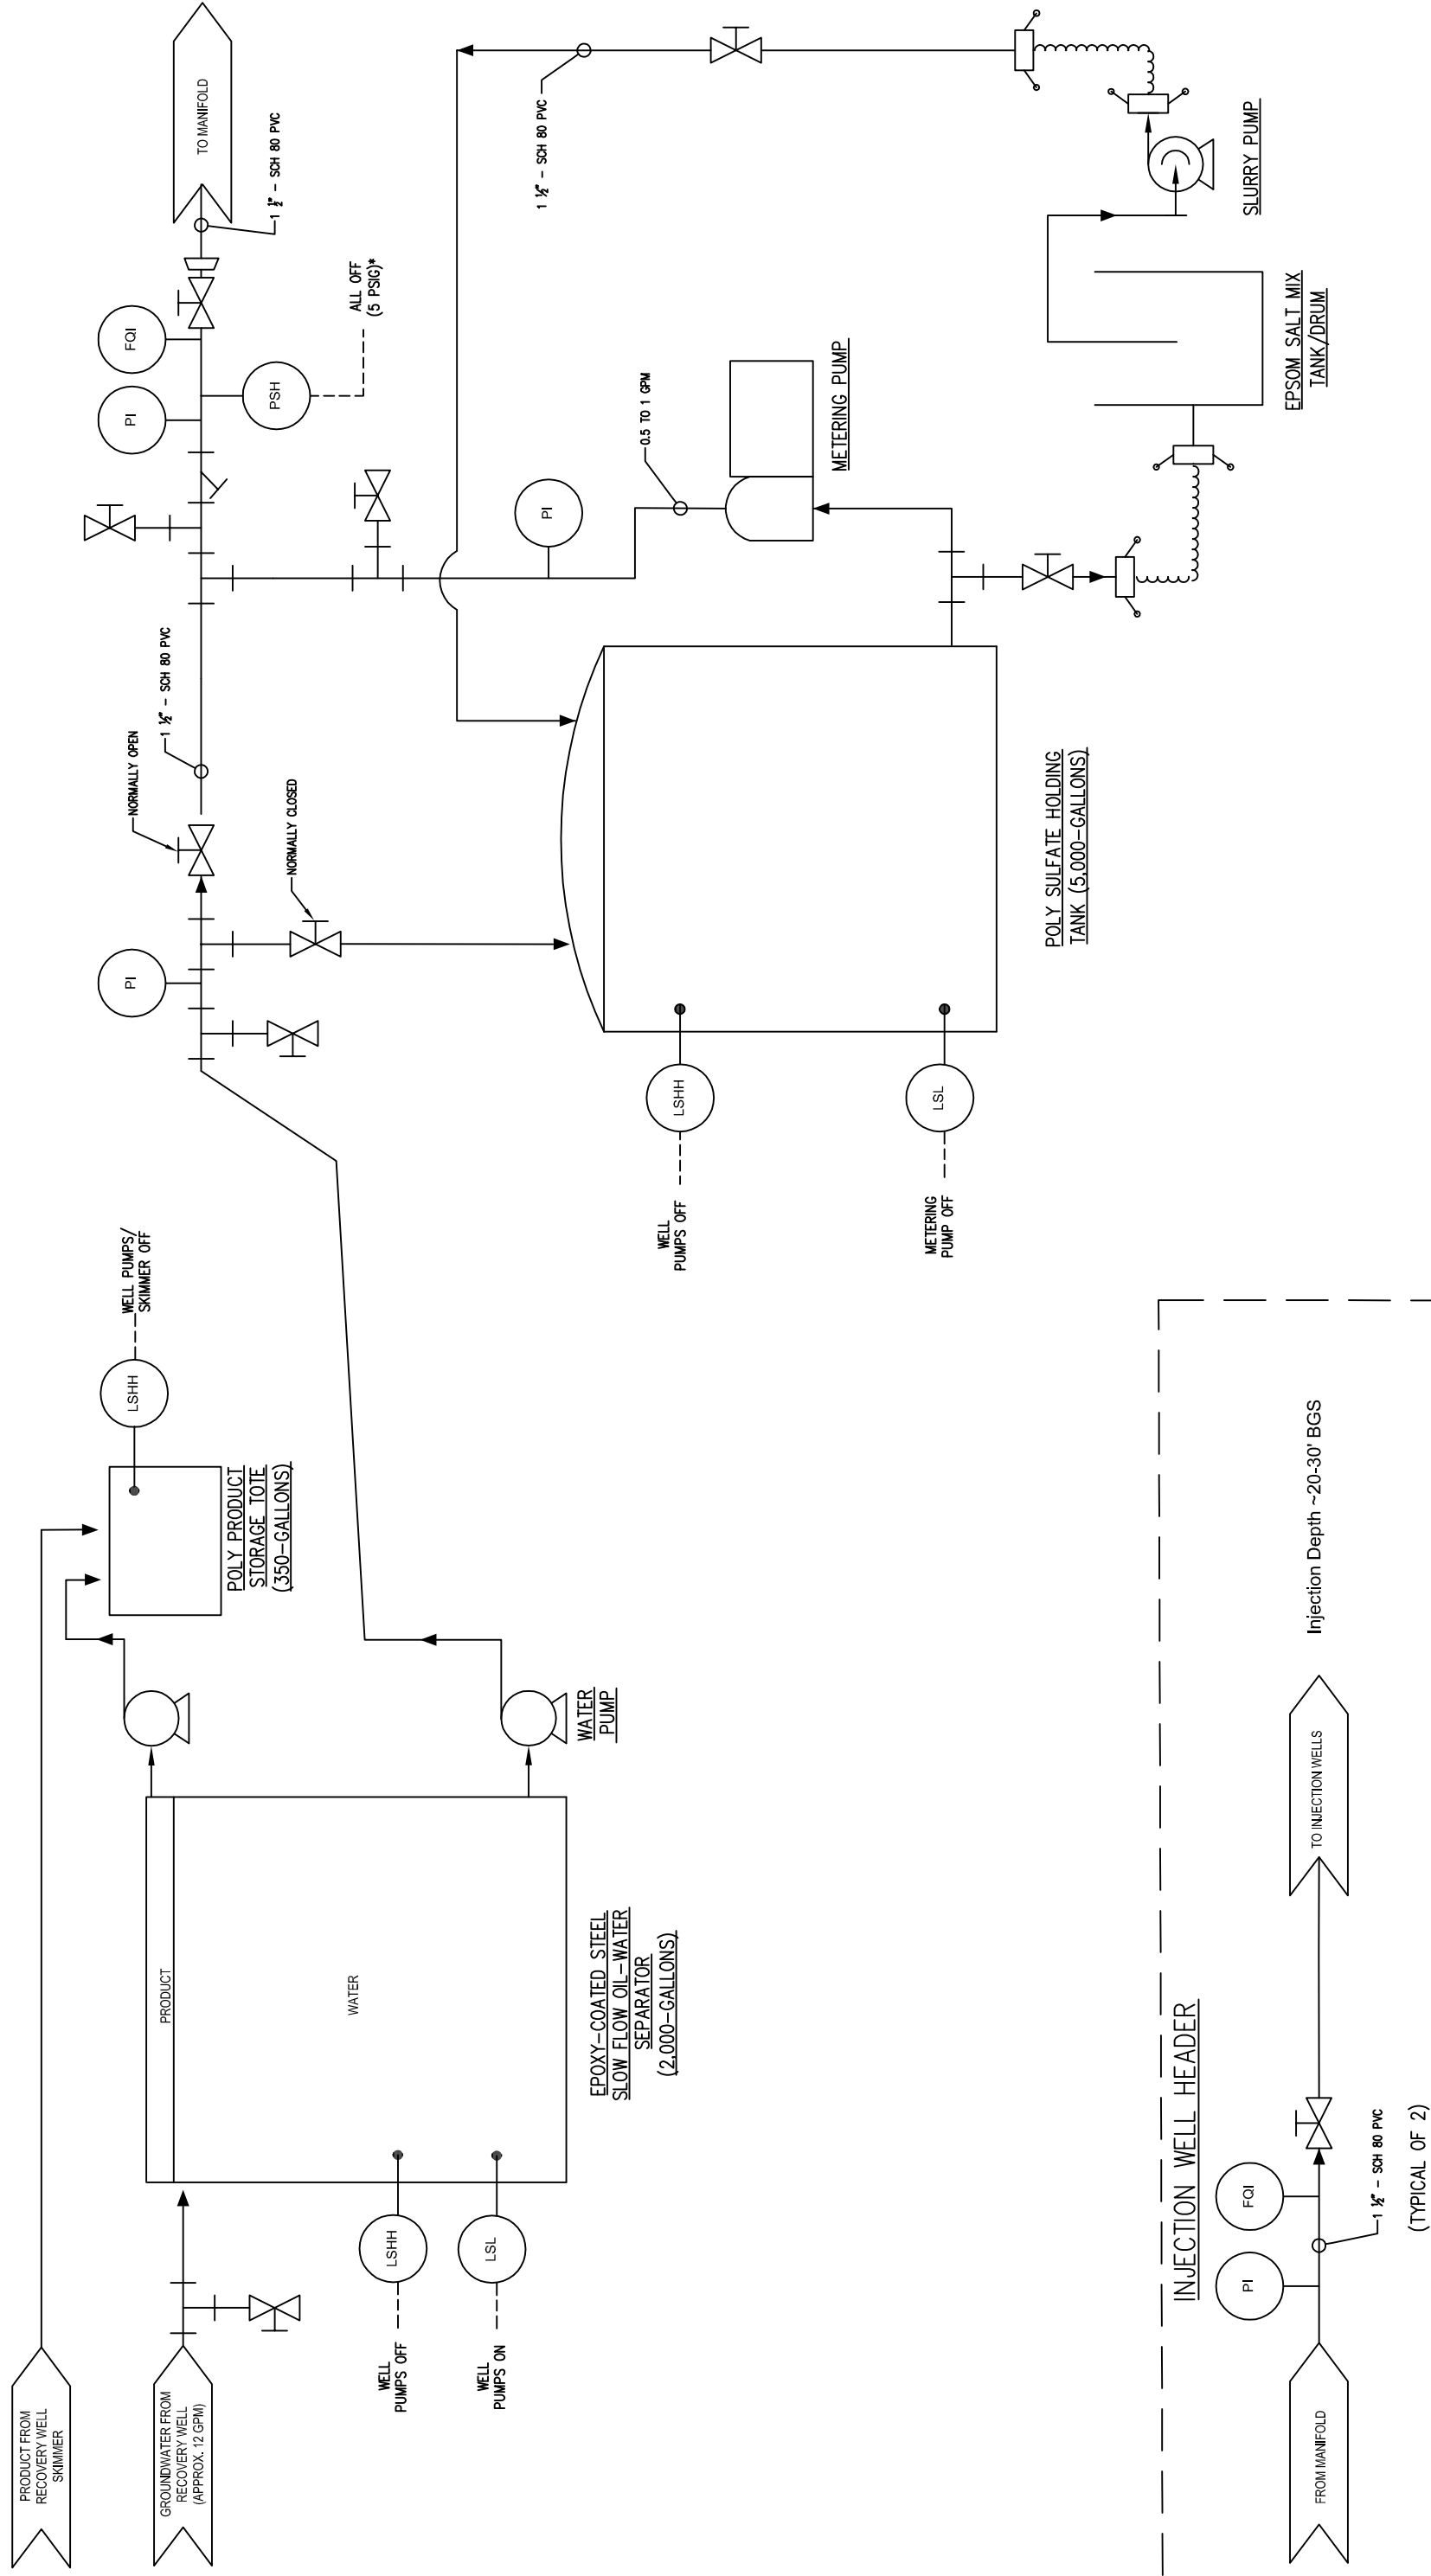 PRODUCT FROM
RECOVERY WELL
SKIMMER
GROUNDWATER FROM
RECOVERY WELL
(APPROX. 12 GPM)
WELL
PUMPS OFF
LSHH
WELL
PUMPS ON
LSL
PRODUCT
WATER
EPOXY-COATED STEEL
SLOW FLOW OIL-WATER
SEPARATOR
(2,000-GALLONS)
WATER
PUMP
POLY PRODUCT
STORAGE TOTE
(350-GALLONS)
LSHH
WELL PUMPS/
SKIMMER OFF
PI
NORMALLY OPEN
NORMALLY CLOSED
1 ½" - SCH 80 PVC
WELL
PUMPS OFF
LSHH
METERING
PUMP OFF
LSL
POLY SULFATE HOLDING
TANK (5,000-GALLONS)
PI
0.5 TO 1 GPM
METERING PUMP
PI
FQI
PSH
ALL OFF
(5 PSIG)*
1 ½" - SCH 80 PVC
TO MANIFOLD
1 ½" - SCH 80 PVC
EPSOM SALT MIX
TANK/DRUM
SLURRY PUMP
INJECTION WELL HEADER
FROM MANIFOLD
PI
FQI
1 ½" - SCH 80 PVC
(TYPICAL OF 2)
TO INJECTION WELLS
Injection Depth ~20-30' BGS